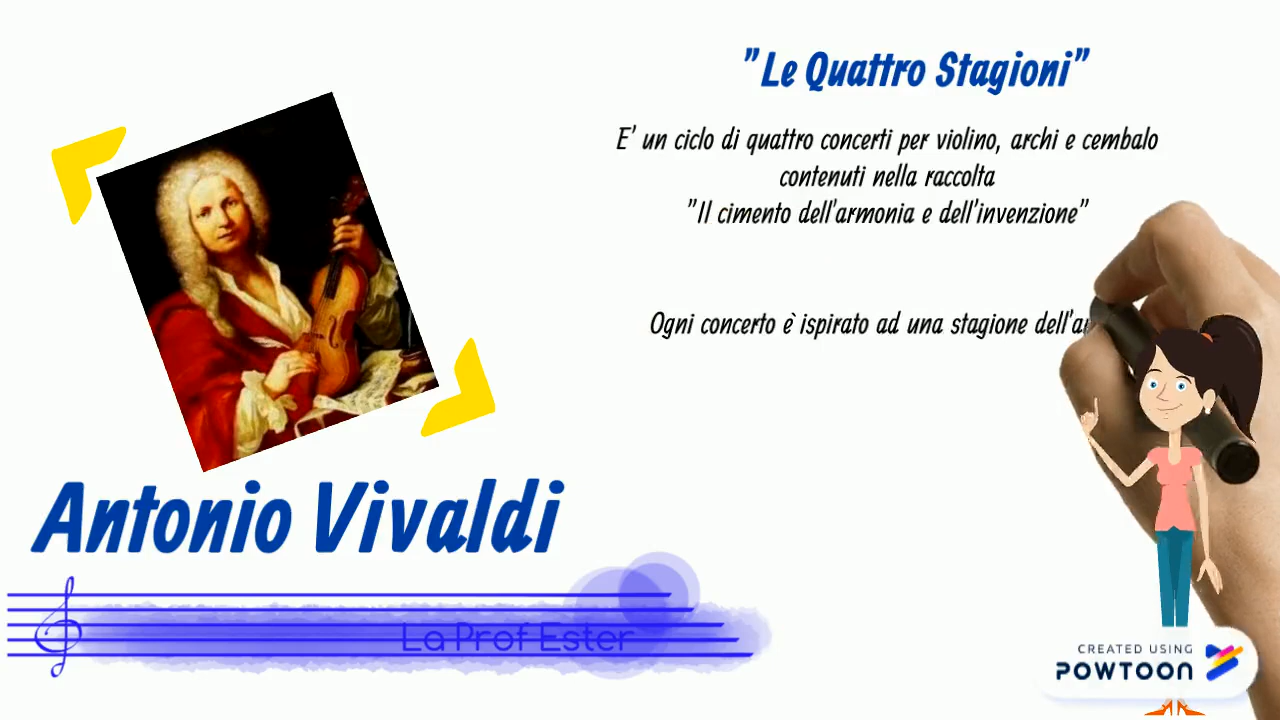 "Le Quattro Stagioni"
E' un ciclo di quattro concerti per violino, archi e cembalo
contenuti nella raccolta
"Il cimento dell'armonia e dell'invenzione"
Ogni concerto è ispirato ad una stagione
Antonio Vivaldi
La Prof Ester
CREATED USING
POWTOON